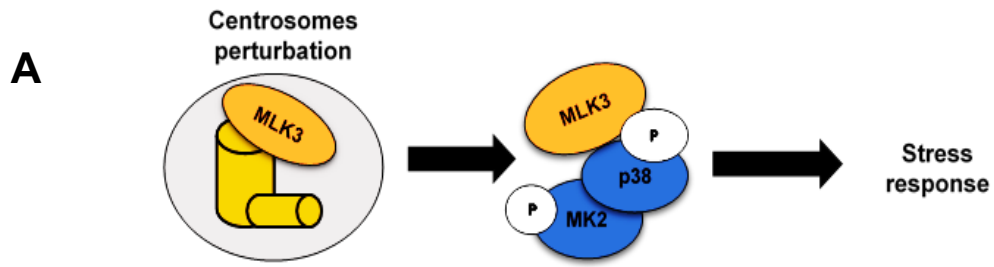 Centrosomes
perturbation
A
MLK3
MLK3
P
p38
P
MK2
Stress
response